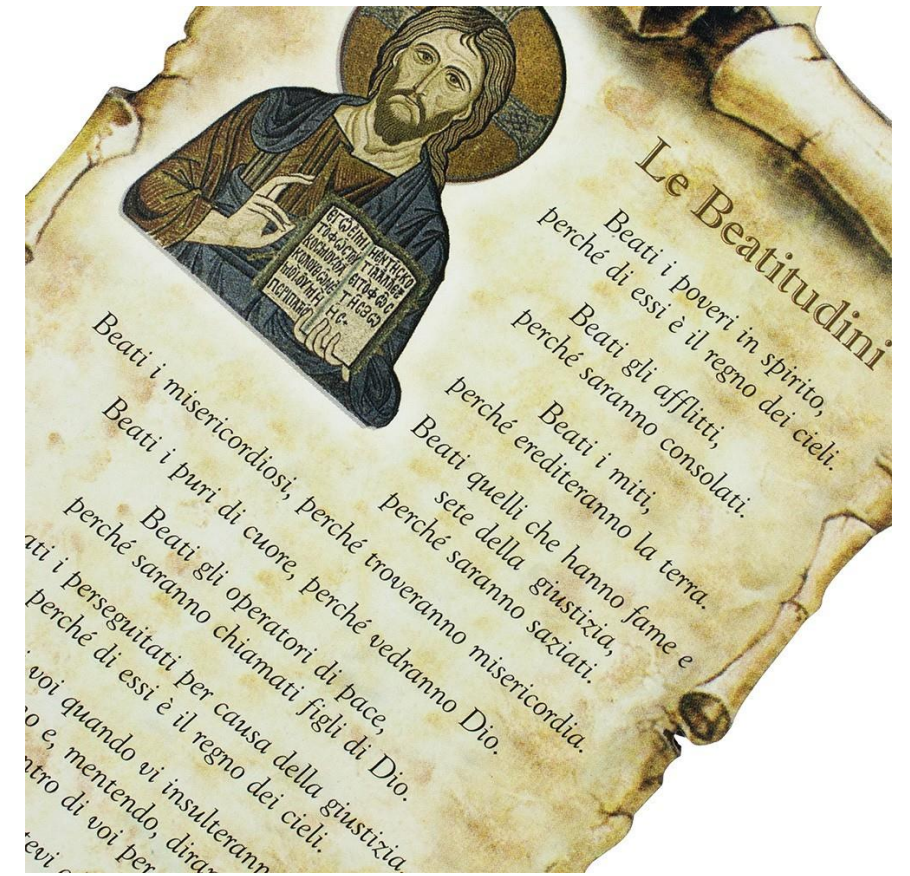 Le Beatitudini
Beati i poveri in spirito,
perché di essi è il regno dei cieli.
Beati gli afflitti,
perché saranno consolati.
Beati i miti,
perché erediteranno la terra.
Beati quelli che hanno fame e
sete della giustizia,
perché saranno saziati.
Beati i misericordiosi, perché troveranno misericordia.
Beati i puri di cuore, perché vedranno Dio.
Beati gli operatori di pace,
perché saranno chiamati figli di Dio.
i perseguitati per causa della giustizia,
perché di essi è il regno dei cieli.
voi quando vi
e, mentendo,
di voi per